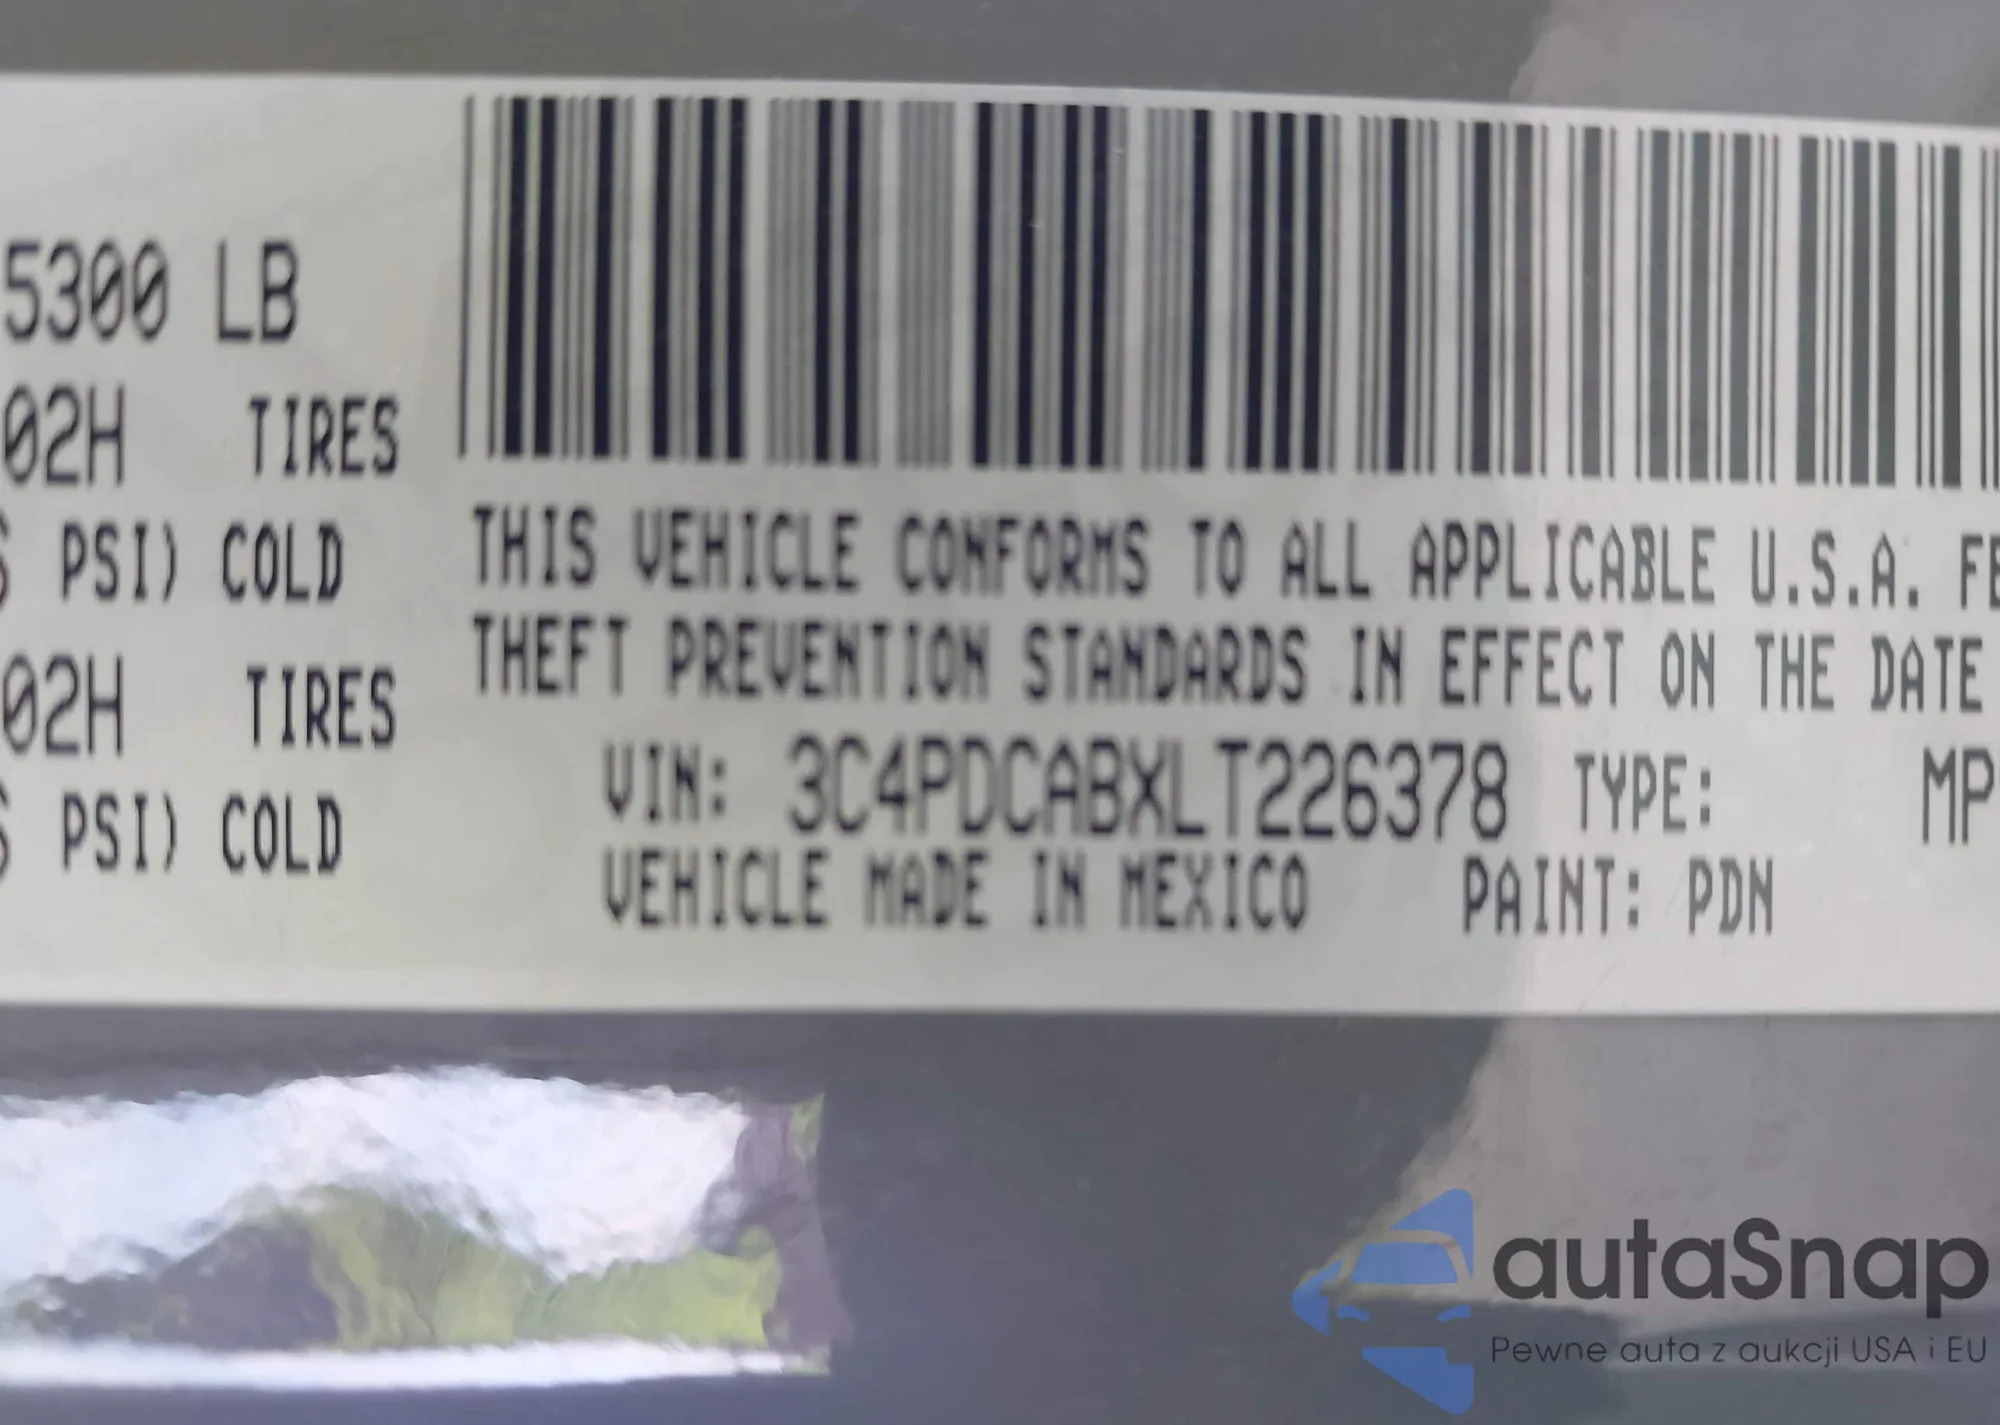 5300 LB
02H TIRES
PSI) COLD
02H TIRES
PSI) COLD
THIS VEHICLE CONFORMS TO ALL APPLICABLE U.S.A. FE
THEFT PREVENTION STANDARDS IN EFFECT ON THE DATE
VIN: 3C4PDCABXLT226378 TYPE: MP
VEHICLE MADE IN MEXICO PAINT: PDN
autaSnap
Pewne auta z aukcji USA i EU